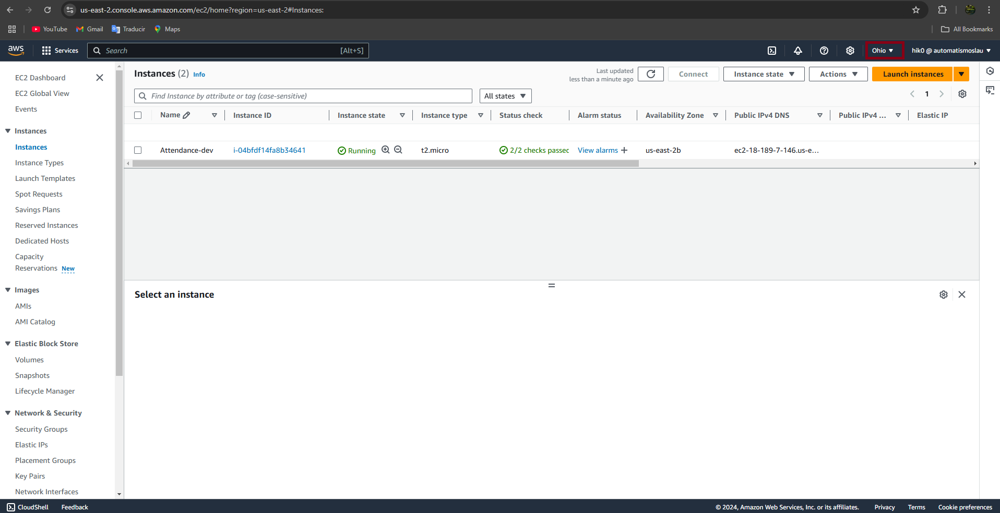 us-east-2.console.aws.amazon.com/ec2/home?region=us-east-2#Instances:
YouTube Gmail Traducir Maps All Bookmarks
aws Services Search [Alt+S] Ohio hik0 @ automatismoslau
EC2 Dashboard
EC2 Global View
Events
Instances
Instances
Instance Types
Launch Templates
Spot Requests
Savings Plans
Reserved Instances
Dedicated Hosts
Capacity
Reservations New
Images
AMIs
AMI Catalog
Elastic Block Store
Volumes
Snapshots
Lifecycle Manager
Network & Security
Security Groups
Elastic IPs
Placement Groups
Key Pairs
Network Interfaces
Instances (2) Info
Last updated
less than a minute ago
Connect Instance state Actions Launch instances
Find Instance by attribute or tag (case-sensitive) All states 1
Name Instance ID Instance state Instance type Status check Alarm status Availability Zone Public IPv4 DNS Public IPv4 ... Elastic IP
Attendance-dev i-04bfdf14fa8b34641 Running t2.micro 2/2 checks passec View alarms us-east-2b ec2-18-189-7-146.us-e...
Select an instance
CloudShell Feedback © 2024, Amazon Web Services, Inc. or its affiliates. Privacy Terms Cookie preferences